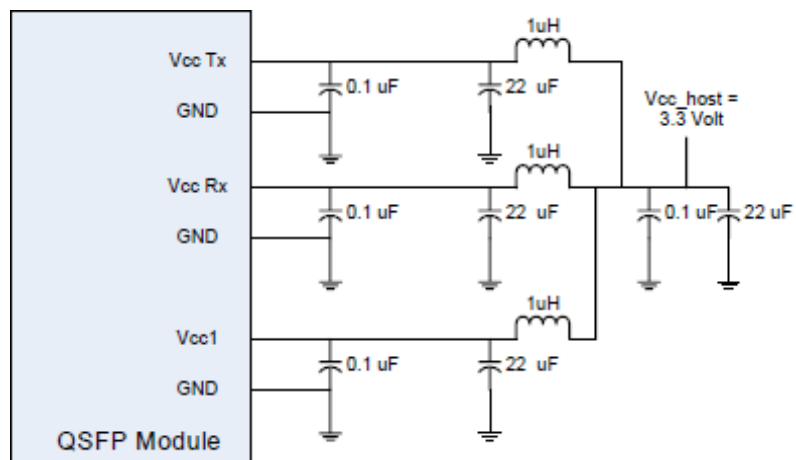 1uH
Vcc Tx
0.1 uF
22 uF
Vcc_host =
3.3 Volt
GND
1uH
Vcc Rx
0.1 uF
22 uF
0.1 uF
22 uF
GND
1uH
Vcc1
0.1 uF
22 uF
GND
QSFP Module